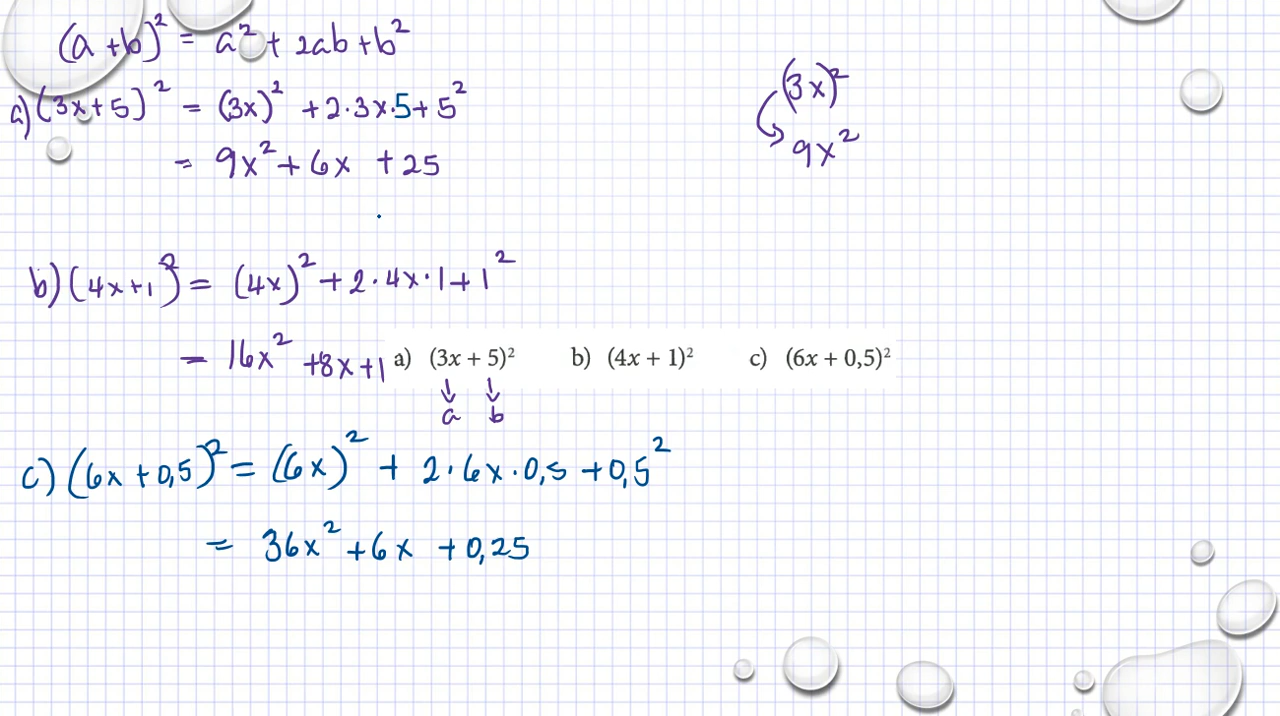 (a + b)² = a² + 2ab + b²
a) (3x + 5)² = (3x)² + 2·3x·5 + 5²
= 9x² + 6x + 25
(3x)²
9x²
b) (4x + 1)² = (4x)² + 2·4x·1 + 1²
= 16x² + 8x + 1
a) (3x + 5)² b) (4x + 1)² c) (6x + 0,5)²
a b
c) (6x + 0,5)² = (6x)² + 2·6x·0,5 + 0,5²
= 36x² + 6x + 0,25